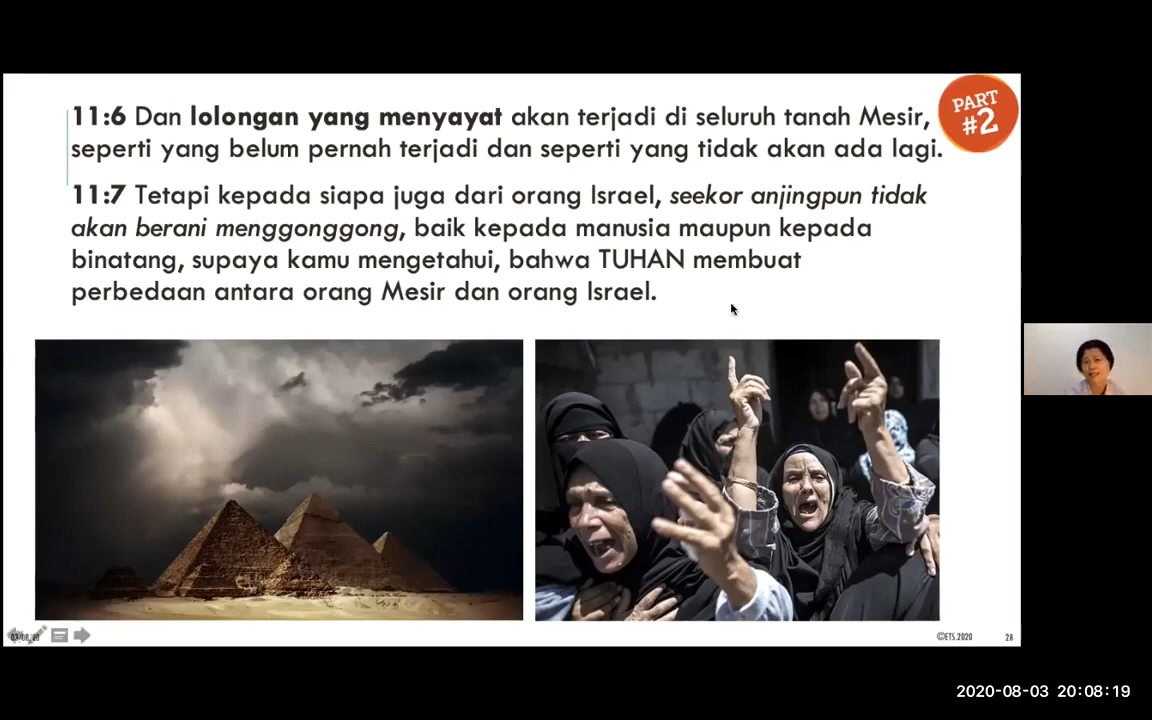 11:6 Dan lolongan yang menyayat akan terjadi di seluruh tanah Mesir,
seperti yang belum pernah terjadi dan seperti yang tidak akan ada lagi.
11:7 Tetapi kepada siapa juga dari orang Israel, seekor anjingpun tidak
akan berani menggonggong, baik kepada manusia maupun kepada
binatang, supaya kamu mengetahui, bahwa TUHAN membuat
perbedaan antara orang Mesir dan orang Israel.
PART
#2
©ETS.2020
28
2020-08-03 20:08:19